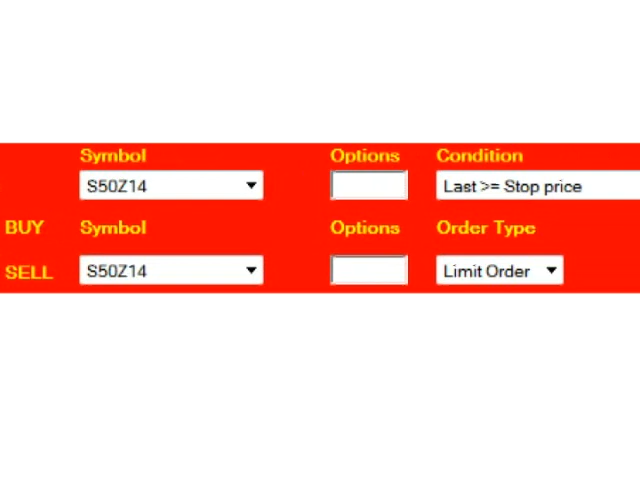 Symbol Options Condition
S50Z14 Last >= Stop price
BUY Symbol Options Order Type
SELL S50Z14 Limit Order